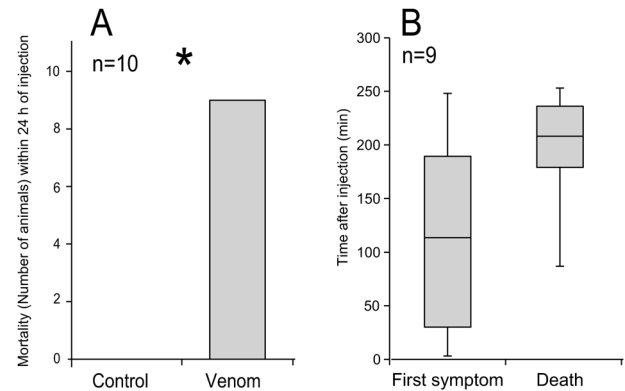 A
n=10
*
Mortality (Number of animals) within 24 h of injection
10
8
6
4
2
0
Control Venom
B
n=9
Time after injection (min)
300
250
200
150
100
50
0
First symptom Death